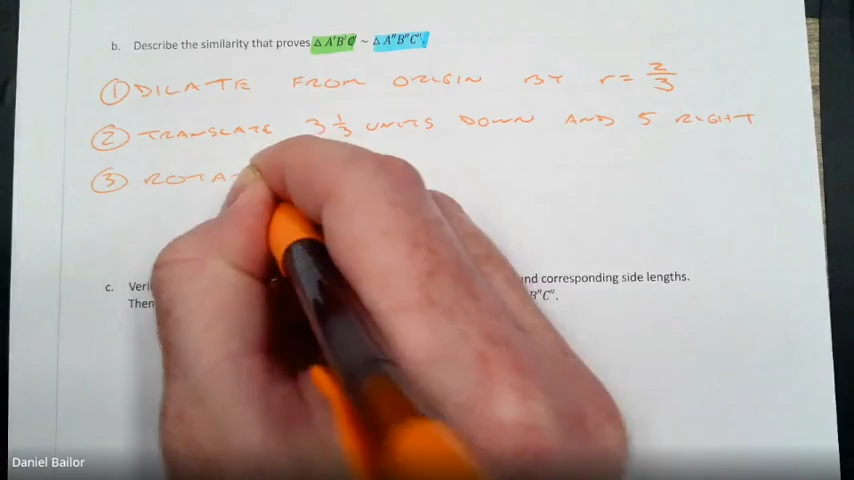 b. Describe the similarity that proves △ A'B'C' ~ △ A"B"C".
① DILATE FROM ORIGIN BY r = 2/3
② TRANSLATE 3 1/3 UNITS DOWN AND 5 RIGHT
③ ROTA
c. Veri nd corresponding side lengths.
Then B"C".
Daniel Bailor